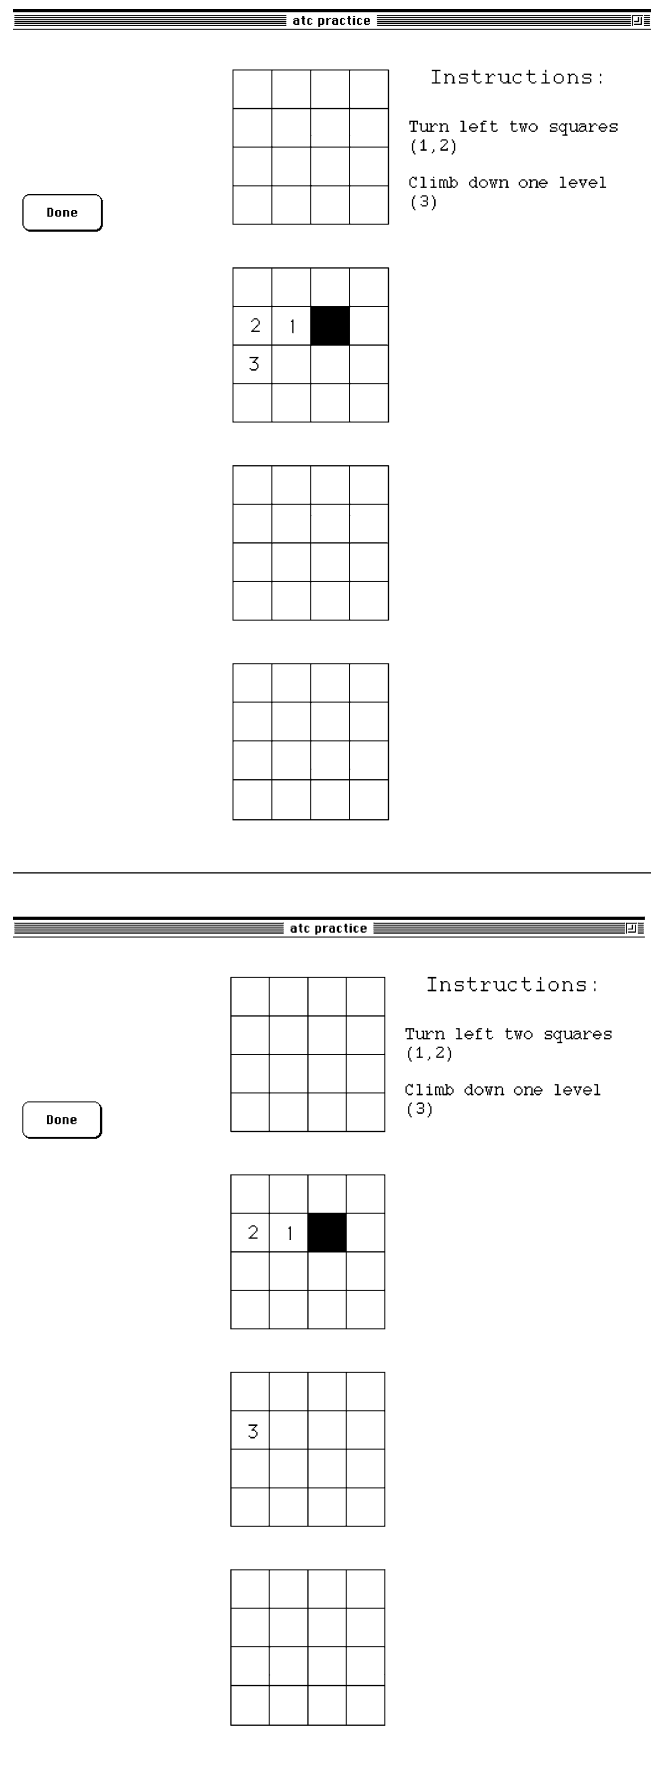 atc practice
Instructions:
Turn left two squares
(1,2)
Climb down one level
(3)
Done
2 1
3
atc practice
Instructions:
Turn left two squares
(1,2)
Climb down one level
(3)
Done
2 1
3